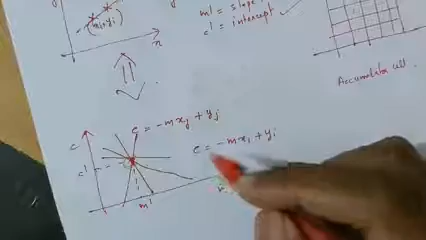 (xi, yi)
x
m' = slope
c' = intercept
Accumulator cell.
c = -mxj + yj
c = -mxi + yi
c
c'
m'